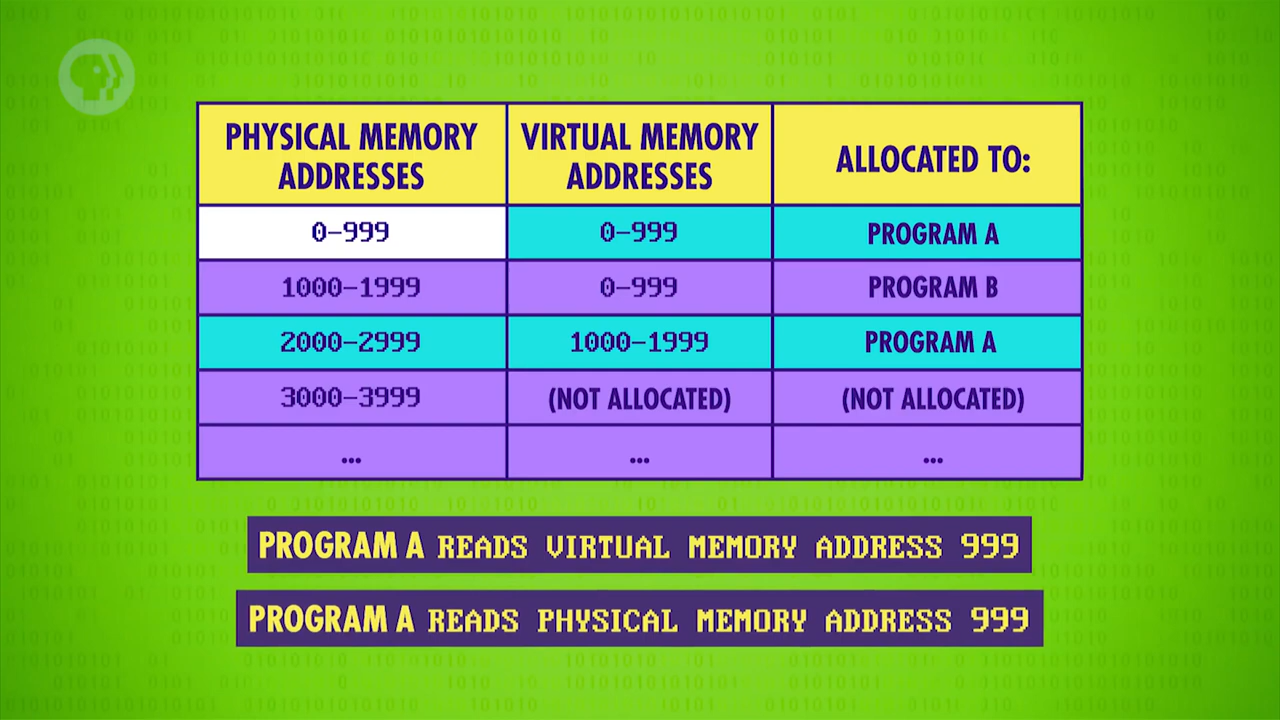 PHYSICAL MEMORY ADDRESSES VIRTUAL MEMORY ADDRESSES ALLOCATED TO:
0-999 0-999 PROGRAM A
1000-1999 0-999 PROGRAM B
2000-2999 1000-1999 PROGRAM A
3000-3999 (NOT ALLOCATED) (NOT ALLOCATED)
... ... ...
PROGRAM A READS VIRTUAL MEMORY ADDRESS 999
PROGRAM A READS PHYSICAL MEMORY ADDRESS 999